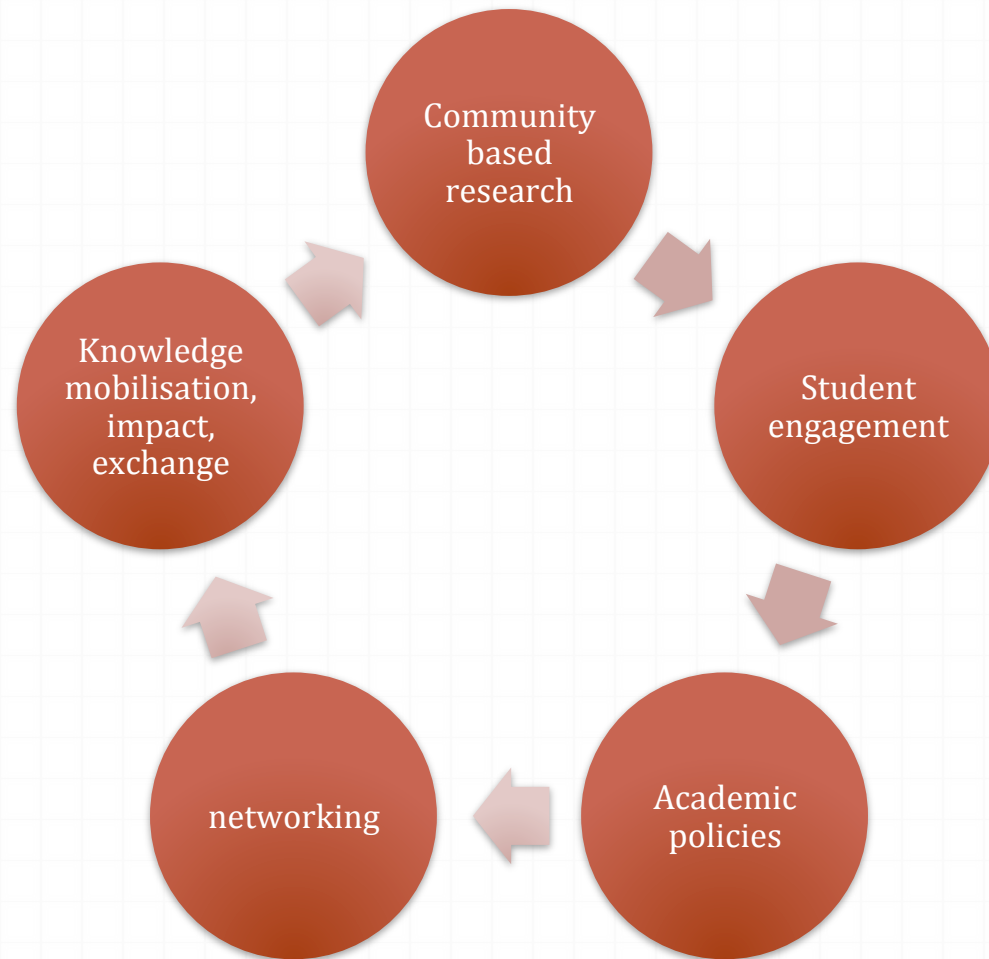 Community
based
research
Student
engagement
Academic
policies
networking
Knowledge
mobilisation,
impact,
exchange